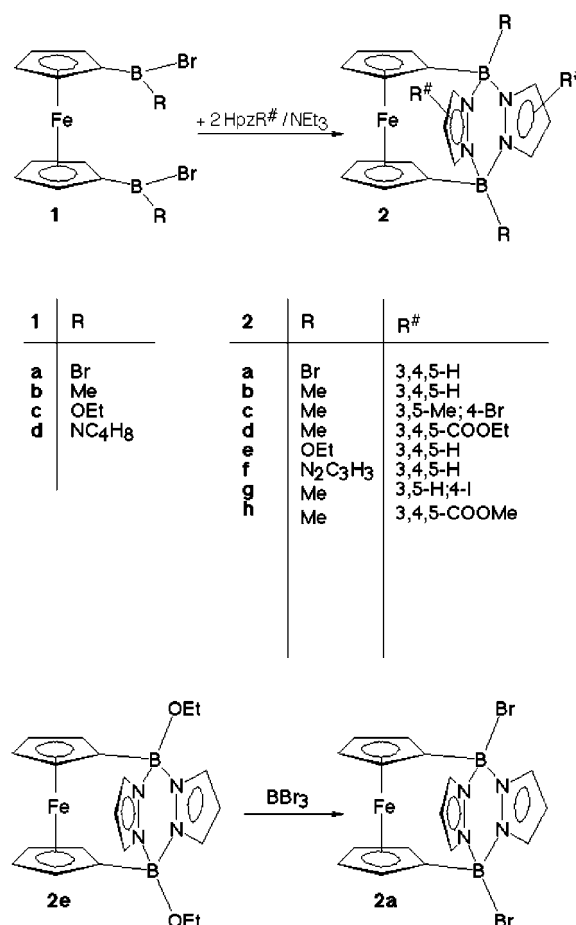 Br
B
R
Fe
+ 2 HpzR# / NEt3
Br
B
R
1
R
B
R#
R#
N
N
Fe
N
N
B
R
2
1 R
a Br
b Me
c OEt
d NC4H8
2 R R#
a Br 3,4,5-H
b Me 3,4,5-H
c Me 3,5-Me; 4-Br
d Me 3,4,5-COOEt
e OEt 3,4,5-H
f N2C3H3 3,4,5-H
g Me 3,5-H;4-I
h Me 3,4,5-COOMe
OEt
B
N
N
Fe
N
N
B
OEt
2e
BBr3
Br
B
N
N
Fe
N
N
B
Br
2a